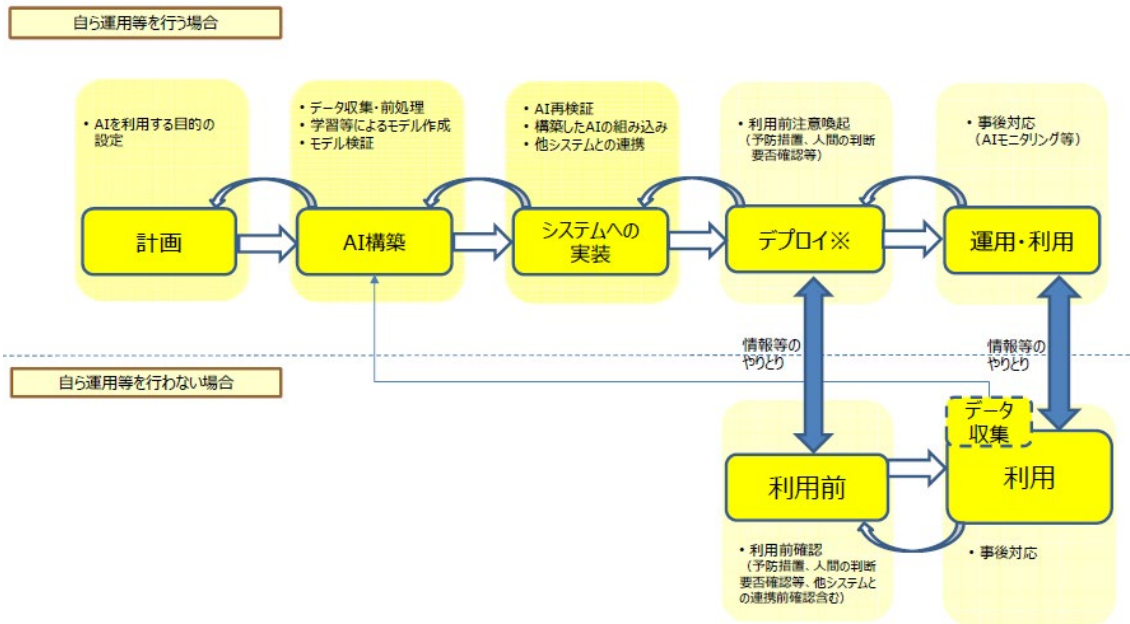 自ら運用等を行う場合
・AIを利用する目的の
設定
・データ収集・前処理
・学習等によるモデル作成
・モデル検証
・AI再検証
・構築したAIの組み込み
・他システムとの連携
・利用前注意喚起
（予防措置、人間の判断
要否確認等）
・事後対応
（AIモニタリング等）
計画
AI構築
システムへの
実装
デプロイ※
運用・利用
情報等の
やりとり
情報等の
やりとり
自ら運用等を行わない場合
データ
収集
利用前
利用
・利用前確認
（予防措置、人間の判断
要否確認等、他システムと
の連携前確認含む）
・事後対応